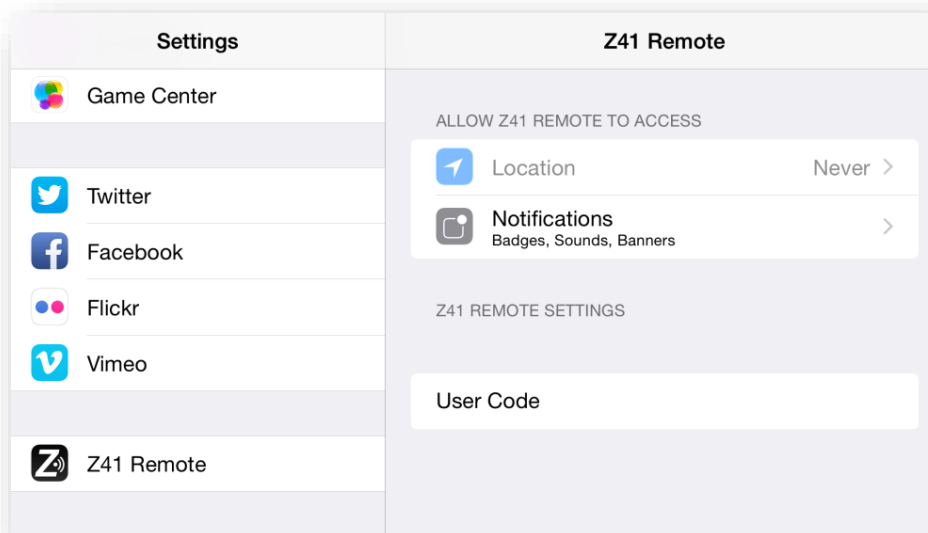 Settings
Game Center
Twitter
Facebook
Flickr
Vimeo
Z41 Remote
Z41 Remote
ALLOW Z41 REMOTE TO ACCESS
Location Never
Notifications
Badges, Sounds, Banners
Z41 REMOTE SETTINGS
User Code